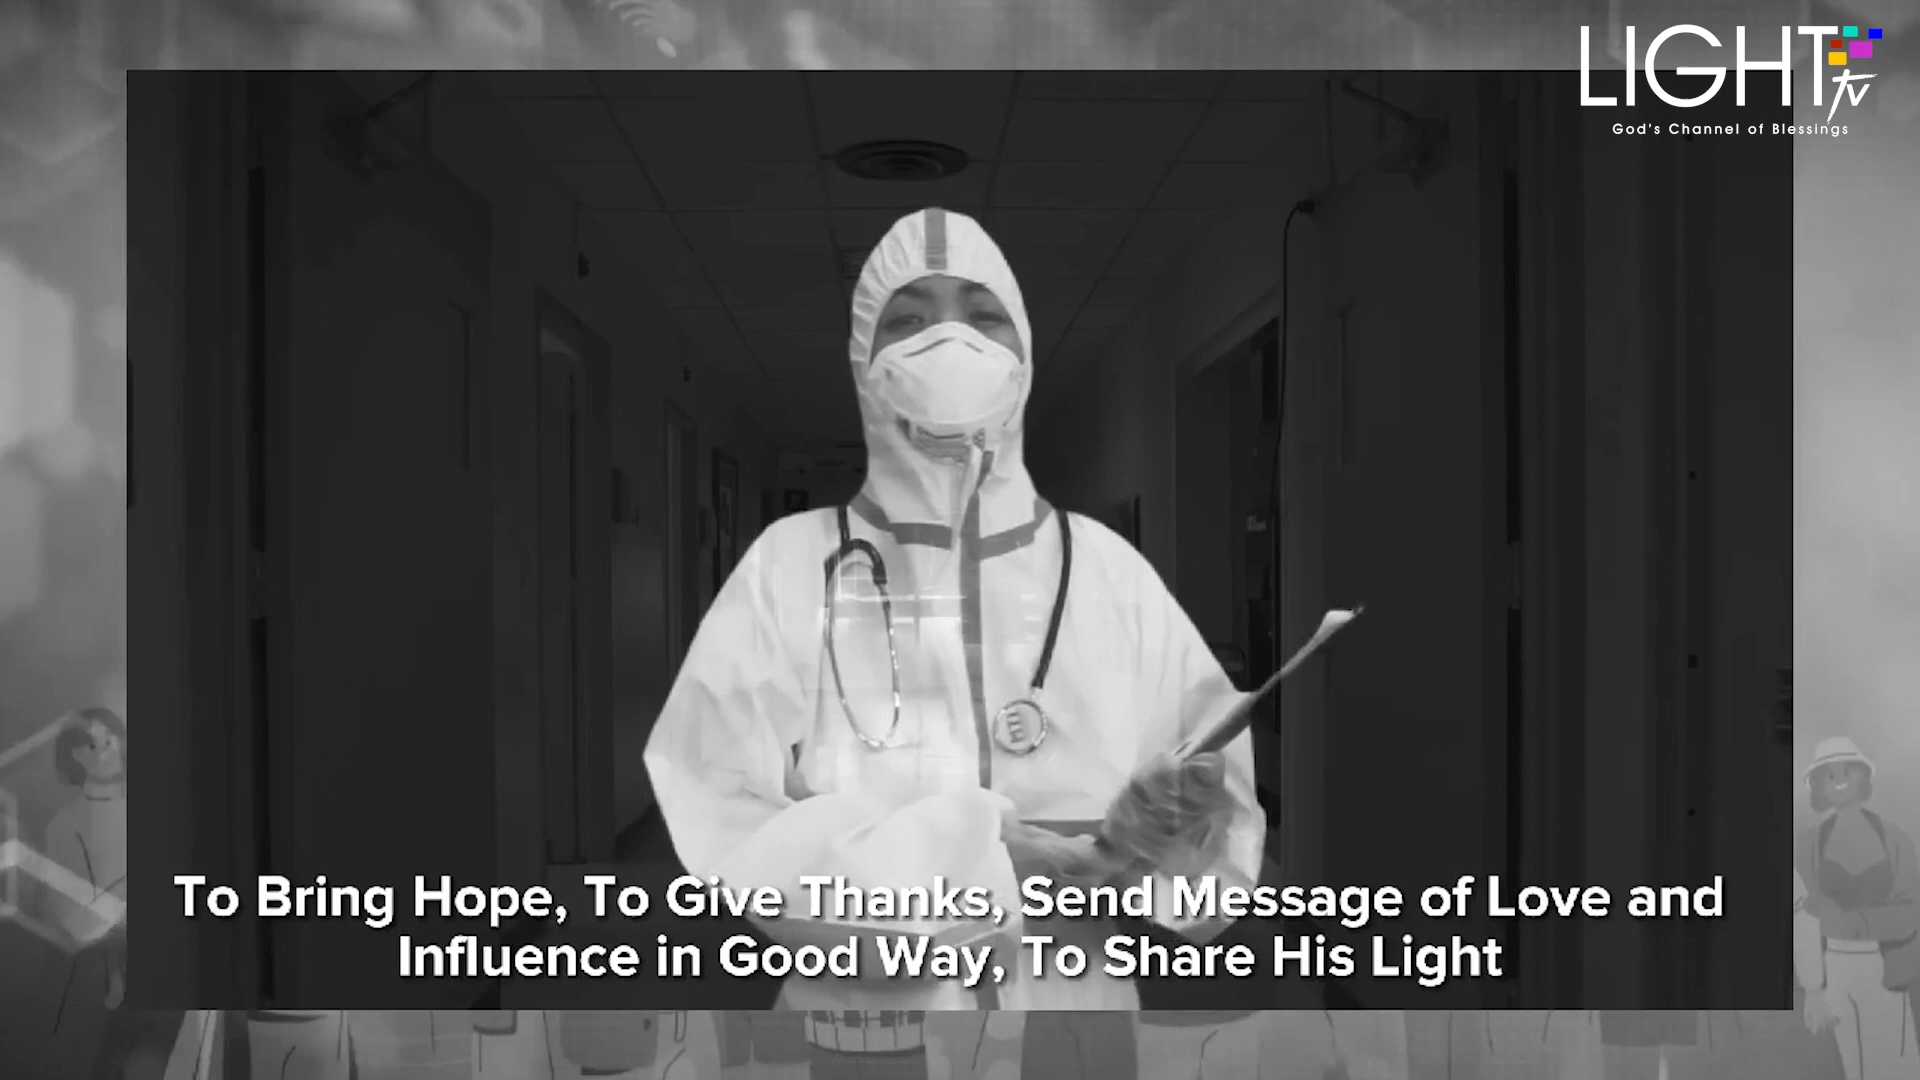 LIGHT
TV
God's Channel of Blessings
To Bring Hope, To Give Thanks, Send Message of Love and
Influence in Good Way, To Share His Light